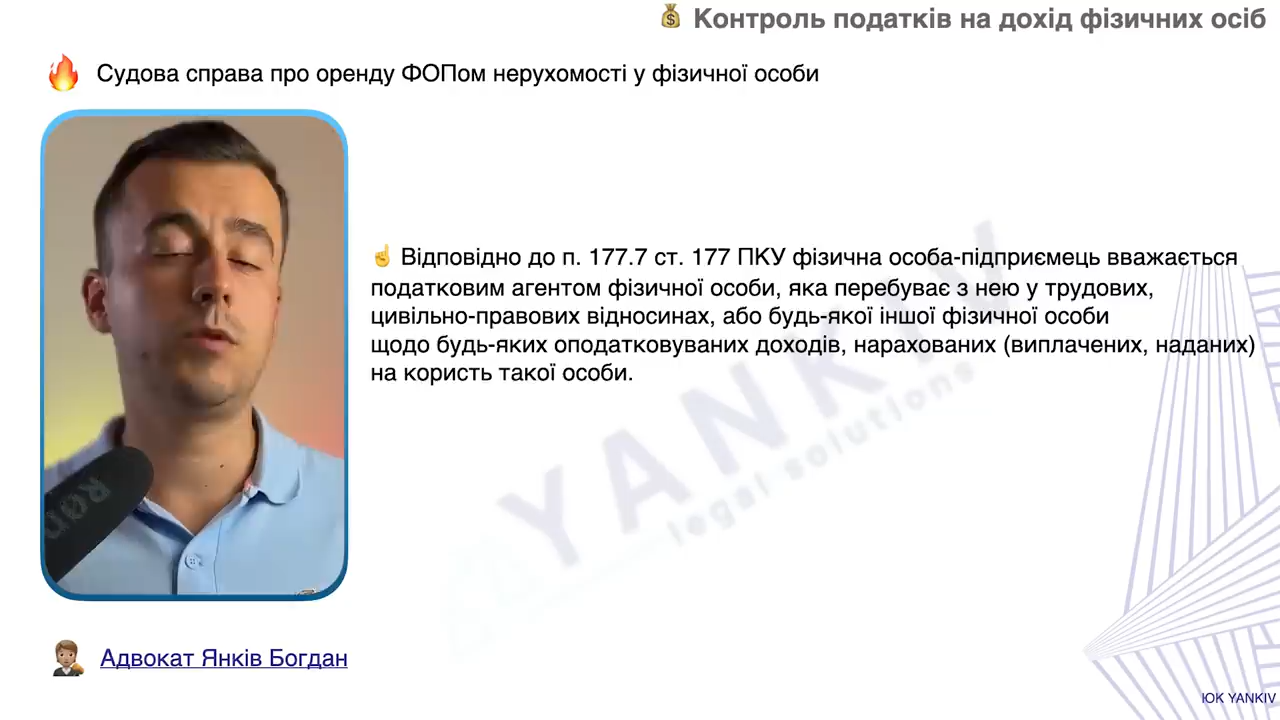 Контроль податків на дохід фізичних осіб
Судова справа про оренду ФОПом нерухомості у фізичної особи
Відповідно до п. 177.7 ст. 177 ПКУ фізична особа-підприємець вважається
податковим агентом фізичної особи, яка перебуває з нею у трудових,
цивільно-правових відносинах, або будь-якої іншої фізичної особи
щодо будь-яких оподатковуваних доходів, нарахованих (виплачених, наданих)
на користь такої особи.
YANKIV
legal solutions
Адвокат Янків Богдан
ЮК YANKIV